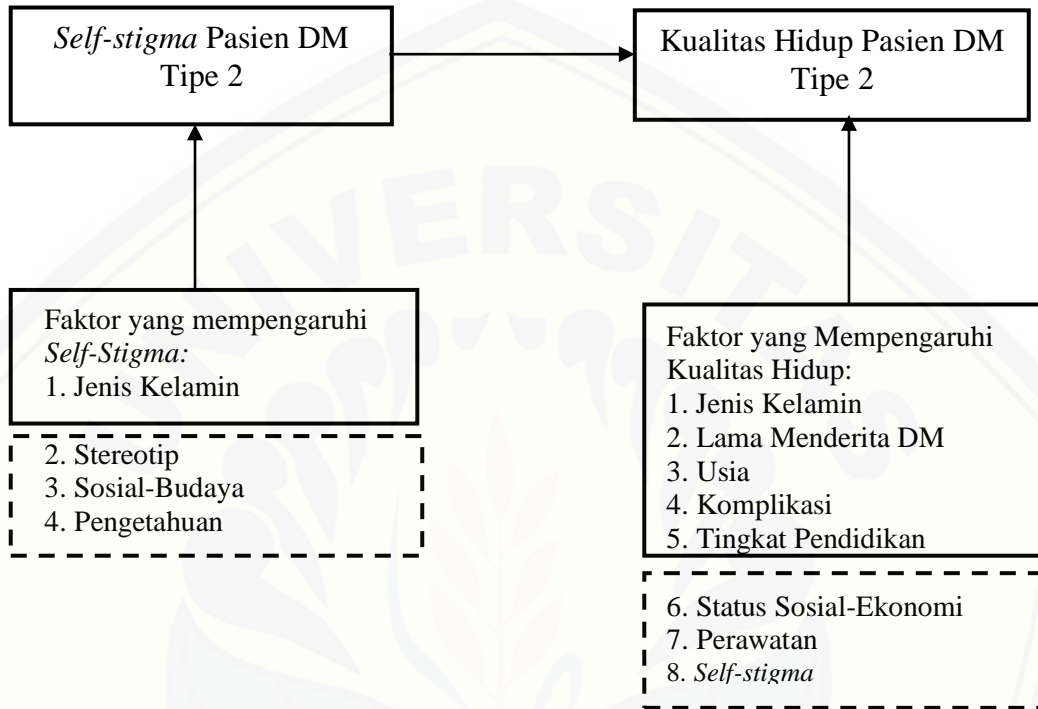 Self-stigma Pasien DM
Tipe 2
Kualitas Hidup Pasien DM
Tipe 2
Faktor yang mempengaruhi
Self-Stigma:
1. Jenis Kelamin
2. Stereotip
3. Sosial-Budaya
4. Pengetahuan
Faktor yang Mempengaruhi
Kualitas Hidup:
1. Jenis Kelamin
2. Lama Menderita DM
3. Usia
4. Komplikasi
5. Tingkat Pendidikan
6. Status Sosial-Ekonomi
7. Perawatan
8. Self-stigma
UNIVERSITAS